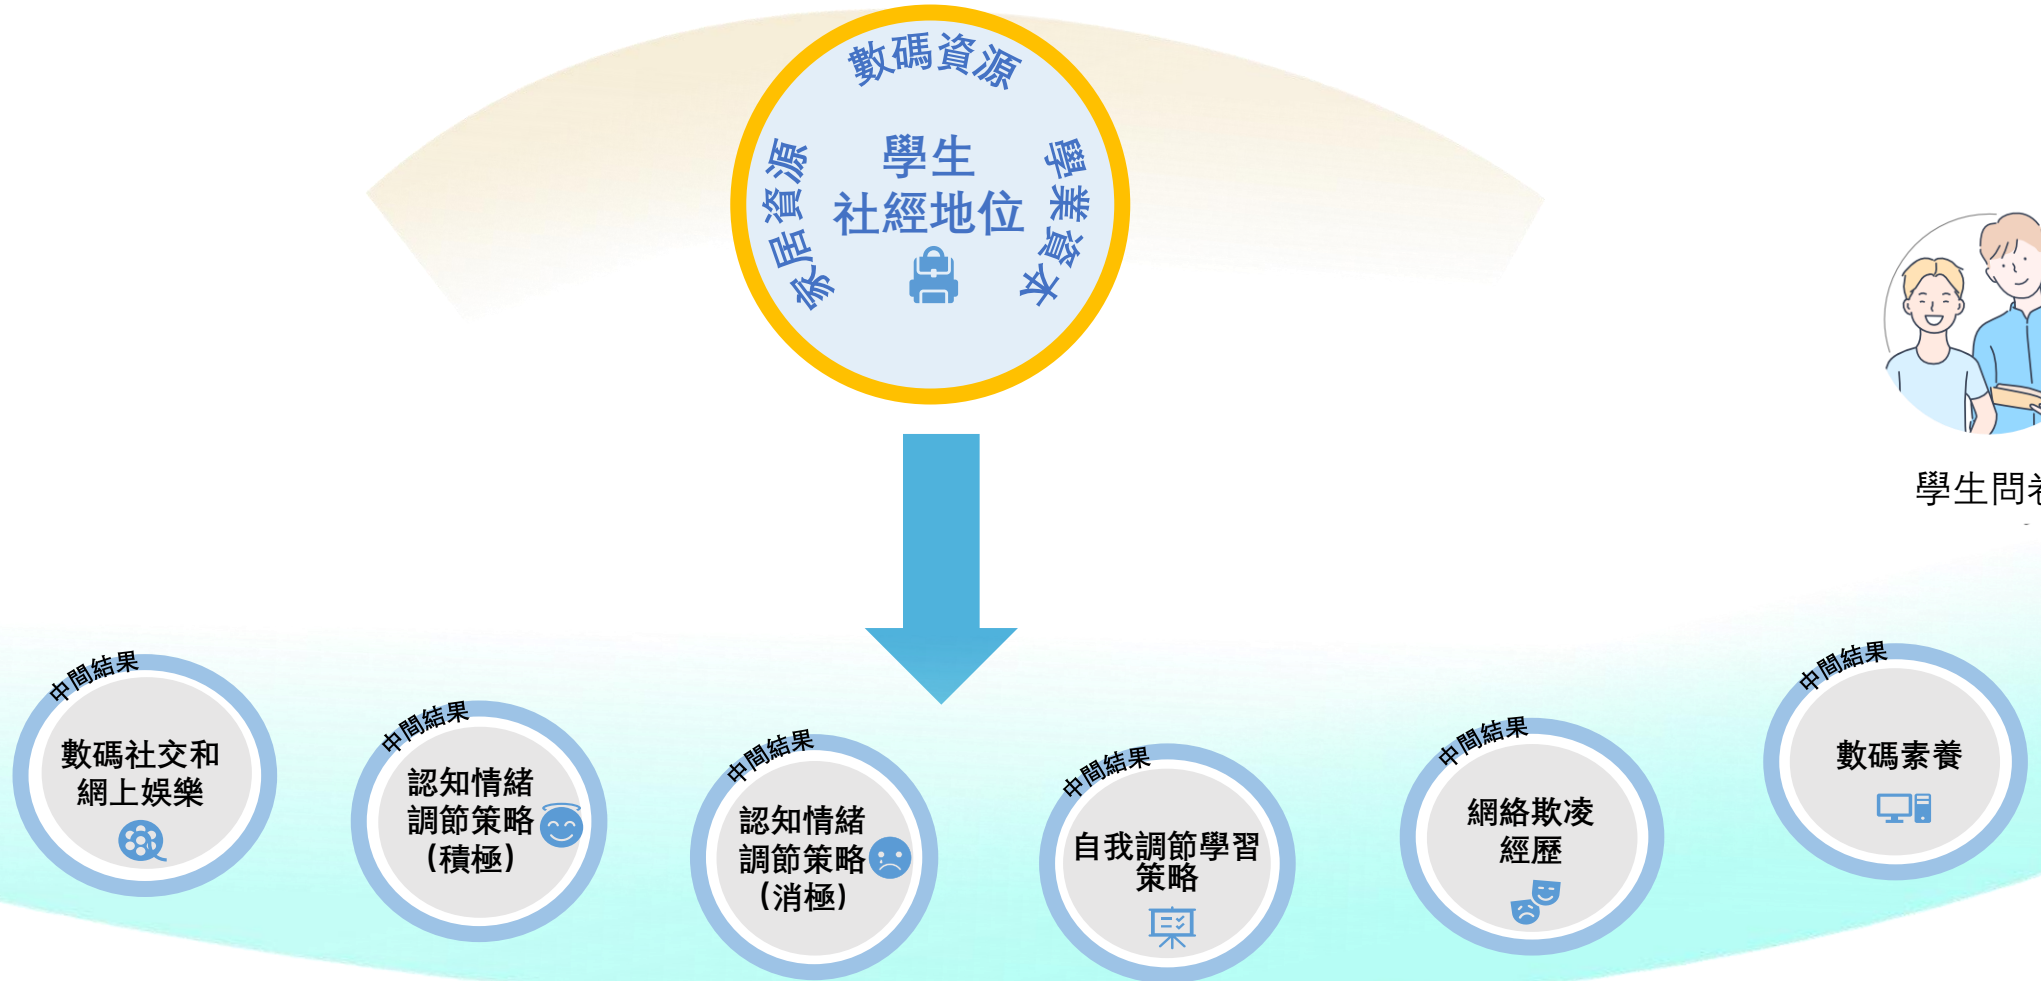 數碼資源
家居資源
學業資本
學生
社經地位
學生問卷
中間結果
數碼社交和
網上娛樂
中間結果
認知情緒
調節策略
(積極)
中間結果
認知情緒
調節策略
(消極)
中間結果
自我調節學習
策略
中間結果
網絡欺凌
經歷
中間結果
數碼素養